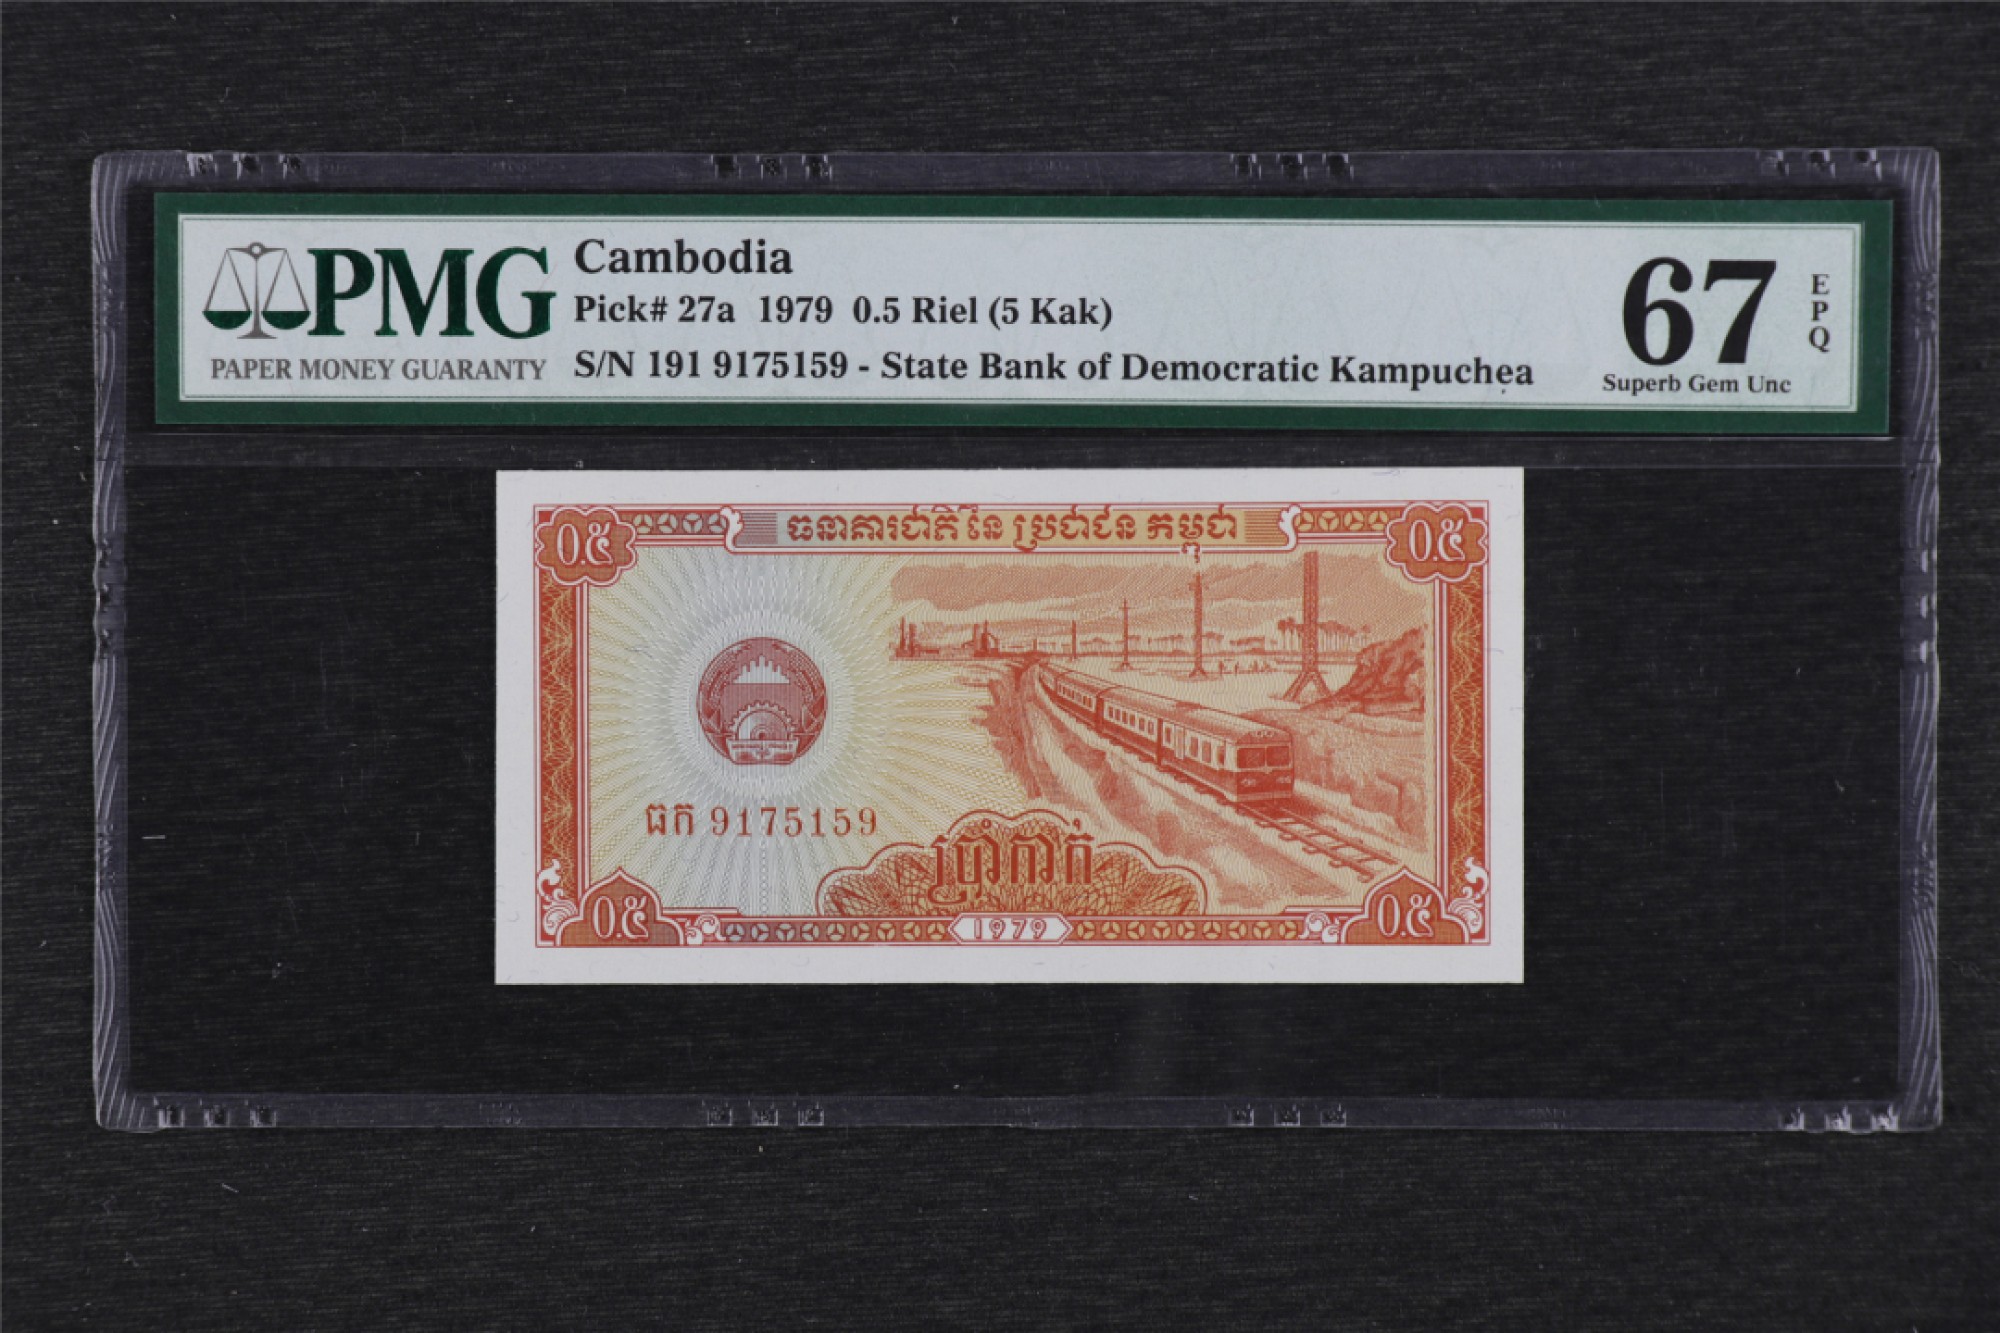 PMG
PAPER MONEY GUARANTY
Cambodia
Pick# 27a 1979 0.5 Riel (5 Kak)
S/N 191 9175159 - State Bank of Democratic Kampuchea
67
EPQ
Superb Gem Unc
ធនាគារជាតិ នៃ ប្រជាជន កម្ពុជា
០.៥ ០.៥
ធក 9175159
ប្រាំកាក់
០.៥ 1979 ០.៥